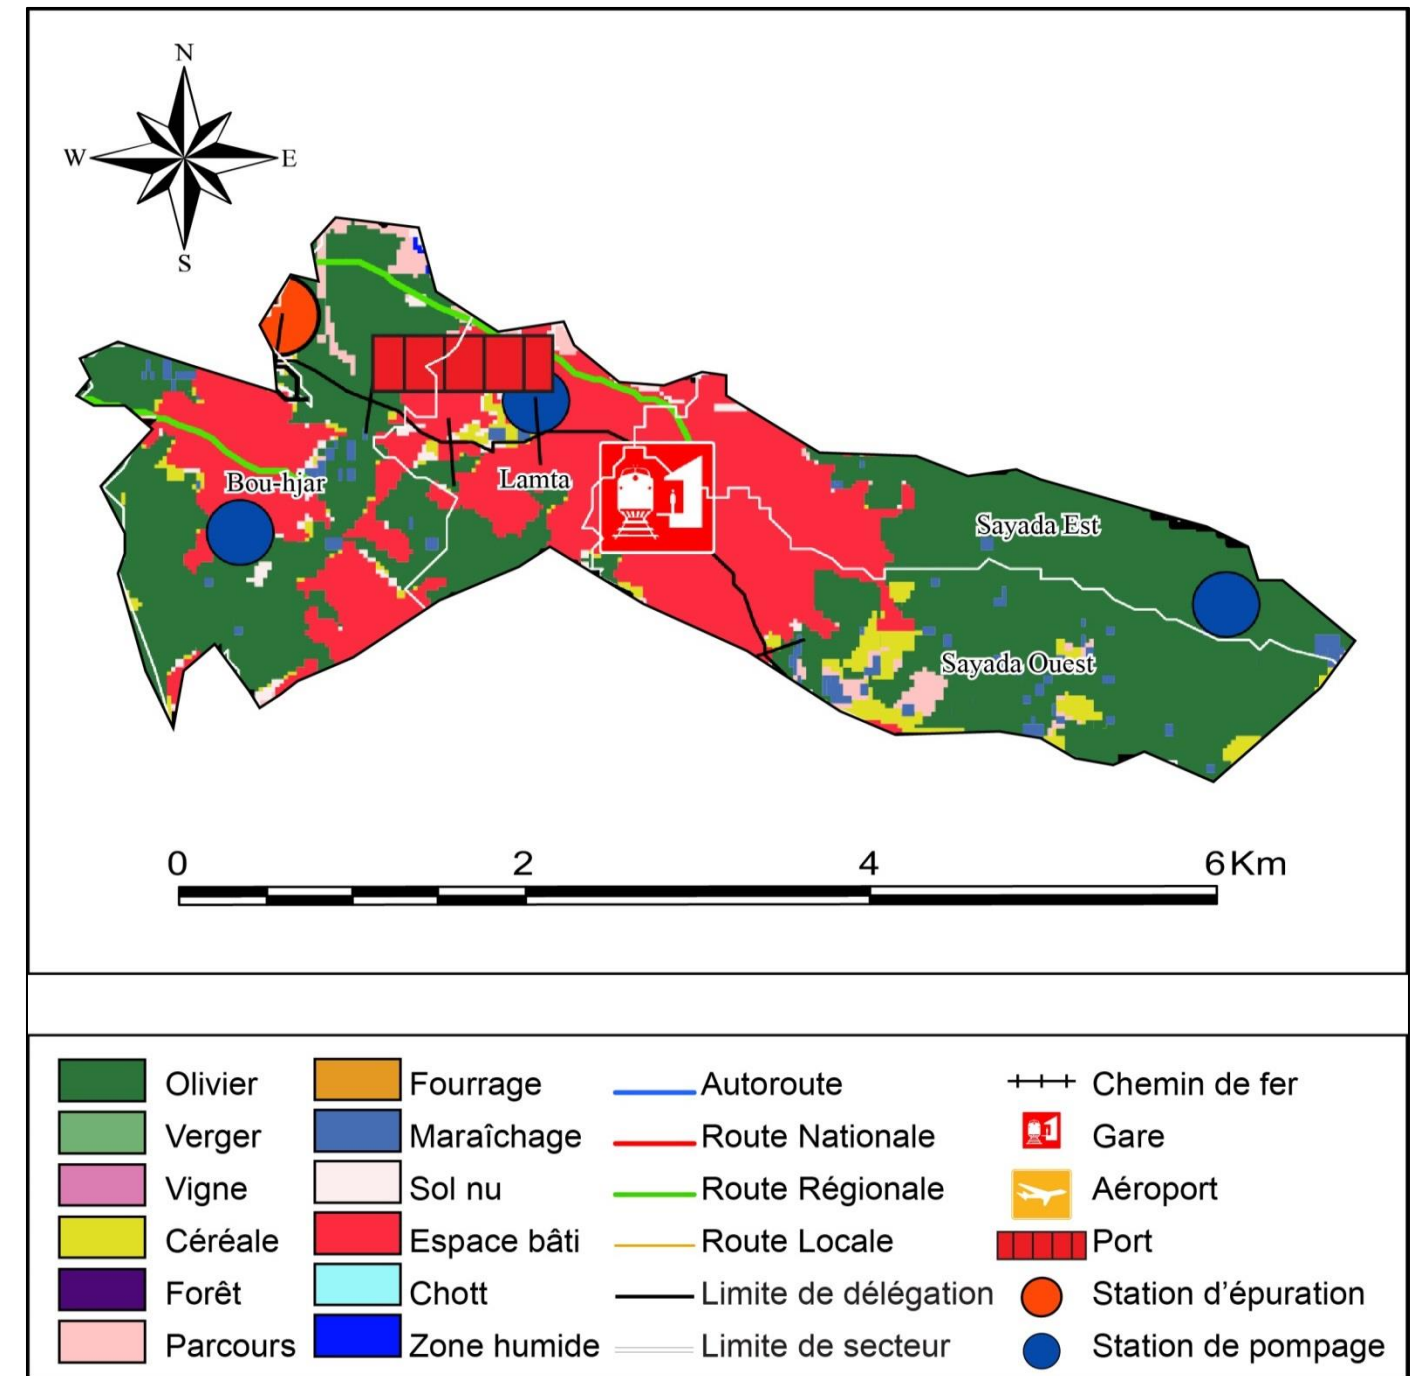 N
W E
S
Bou-hjar
Lamta
Sayada Est
Sayada Ouest
0 2 4 6 Km
Olivier Fourrage Autoroute Chemin de fer
Verger Maraîchage Route Nationale Gare
Vigne Sol nu Route Régionale Aéroport
Céréale Espace bâti Route Locale Port
Forêt Chott Limite de délégation Station d’épuration
Parcours Zone humide Limite de secteur Station de pompage